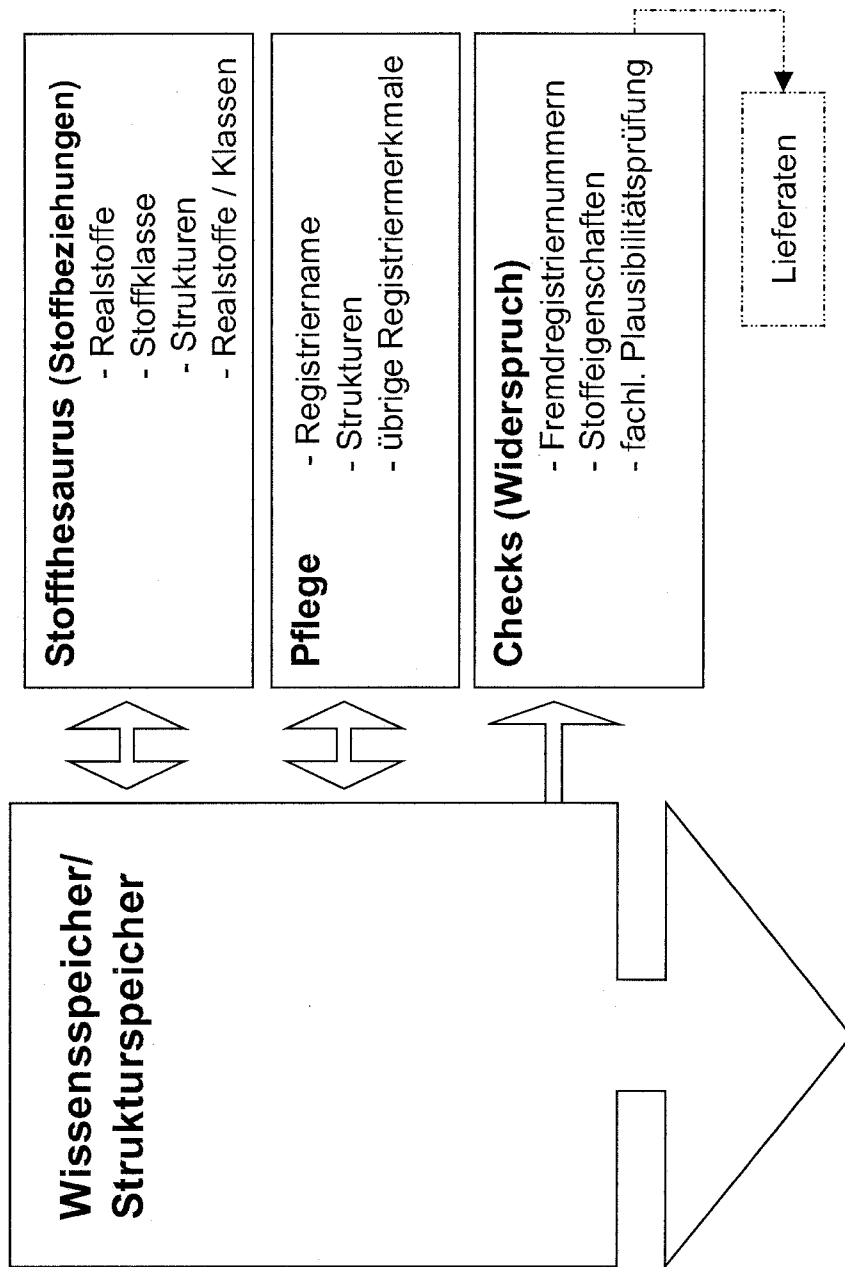 Wissensspeicher/
Strukturspeicher
Stoffthesaurus (Stoffbeziehungen)
- Realstoffe
- Stoffklasse
- Strukturen
- Realstoffe / Klassen
Pflege
- Registriername
- Strukturen
- übrige Registriermerkmale
Checks (Widerspruch)
- Fremdregistriernummern
- Stoffeigenschaften
- fachl. Plausibilitätsprüfung
Lieferaten